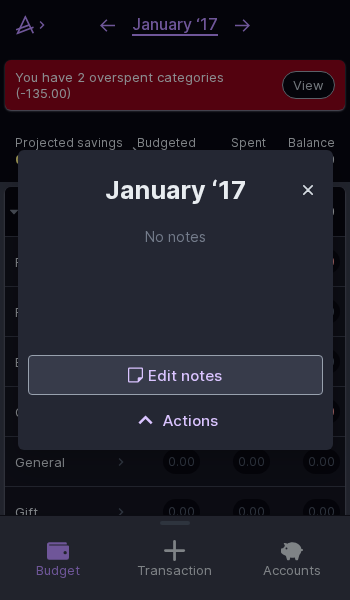 January ‘17
You have 2 overspent categories
(-135.00)
View
Projected savings
Budgeted
Spent
Balance
January ‘17
No notes
Edit notes
Actions
General
0.00
0.00
0.00
Gift
0.00
0.00
0.00
Budget
Transaction
Accounts